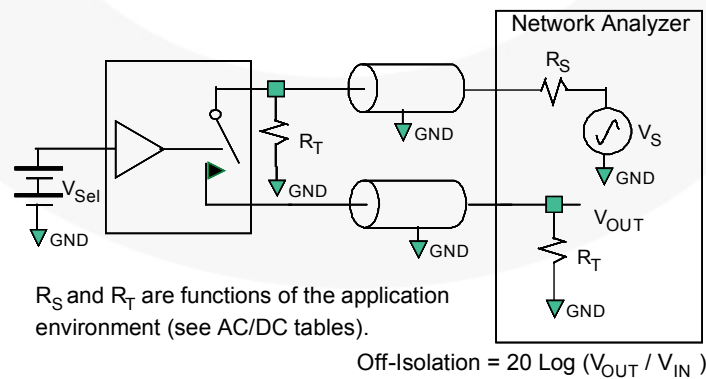 Network Analyzer
R_S
V_S
GND
R_T
GND
GND
V_Sel
GND
GND
V_OUT
R_T
GND
R_S and R_T are functions of the application
environment (see AC/DC tables).
Off-Isolation = 20 Log (V_OUT / V_IN )